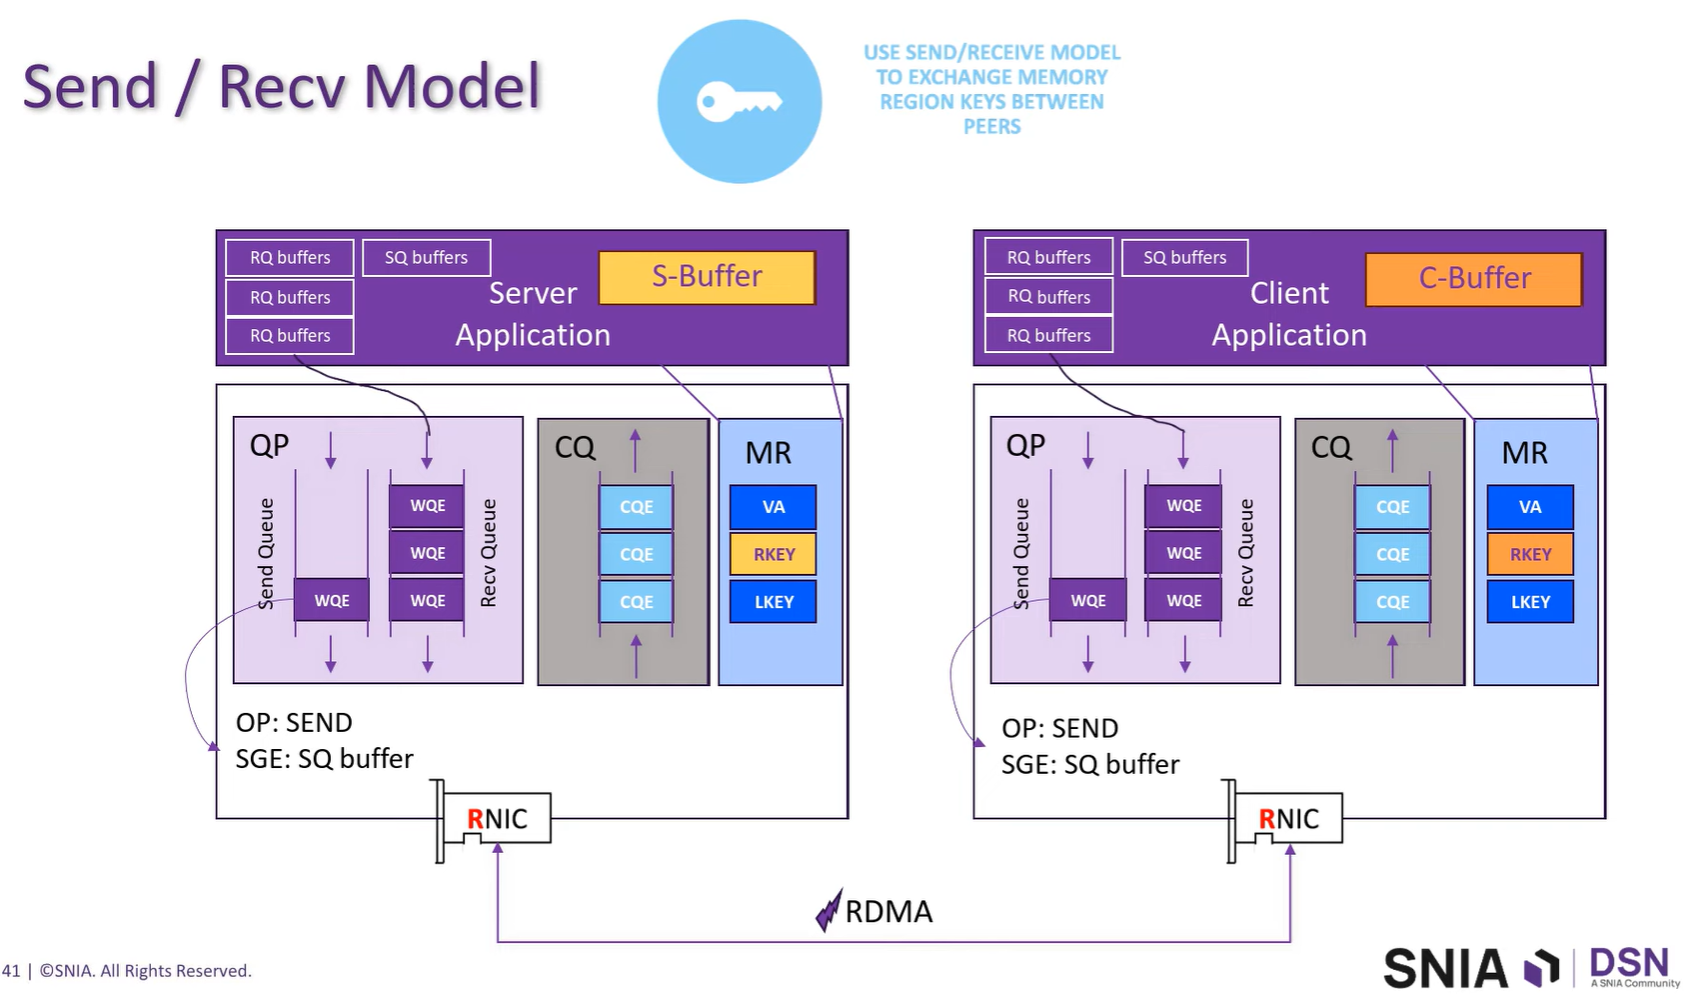 Send / Recv Model
USE SEND/RECEIVE MODEL
TO EXCHANGE MEMORY
REGION KEYS BETWEEN
PEERS
RQ buffers
SQ buffers
RQ buffers
RQ buffers
Server
Application
S-Buffer
QP
Send Queue
WQE
WQE
WQE
WQE
Recv Queue
CQ
CQE
CQE
CQE
MR
VA
RKEY
LKEY
OP: SEND
SGE: SQ buffer
RNIC
RQ buffers
SQ buffers
RQ buffers
RQ buffers
Client
Application
C-Buffer
QP
Send Queue
WQE
WQE
WQE
WQE
Recv Queue
CQ
CQE
CQE
CQE
MR
VA
RKEY
LKEY
OP: SEND
SGE: SQ buffer
RNIC
RDMA
41 | ©SNIA. All Rights Reserved.
SNIA
DSN
A SNIA Community